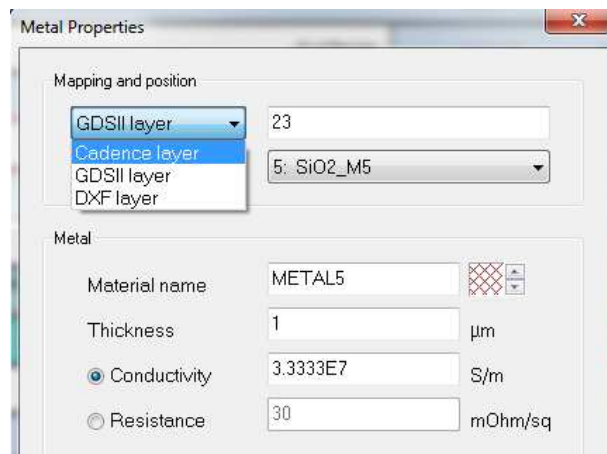 Metal Properties
Mapping and position
GDSII layer 23
Cadence layer
GDSII layer 5: SiO2_M5
DXF layer
Metal
Material name METAL5
Thickness 1 µm
Conductivity 3.3333E7 S/m
Resistance 30 mOhm/sq